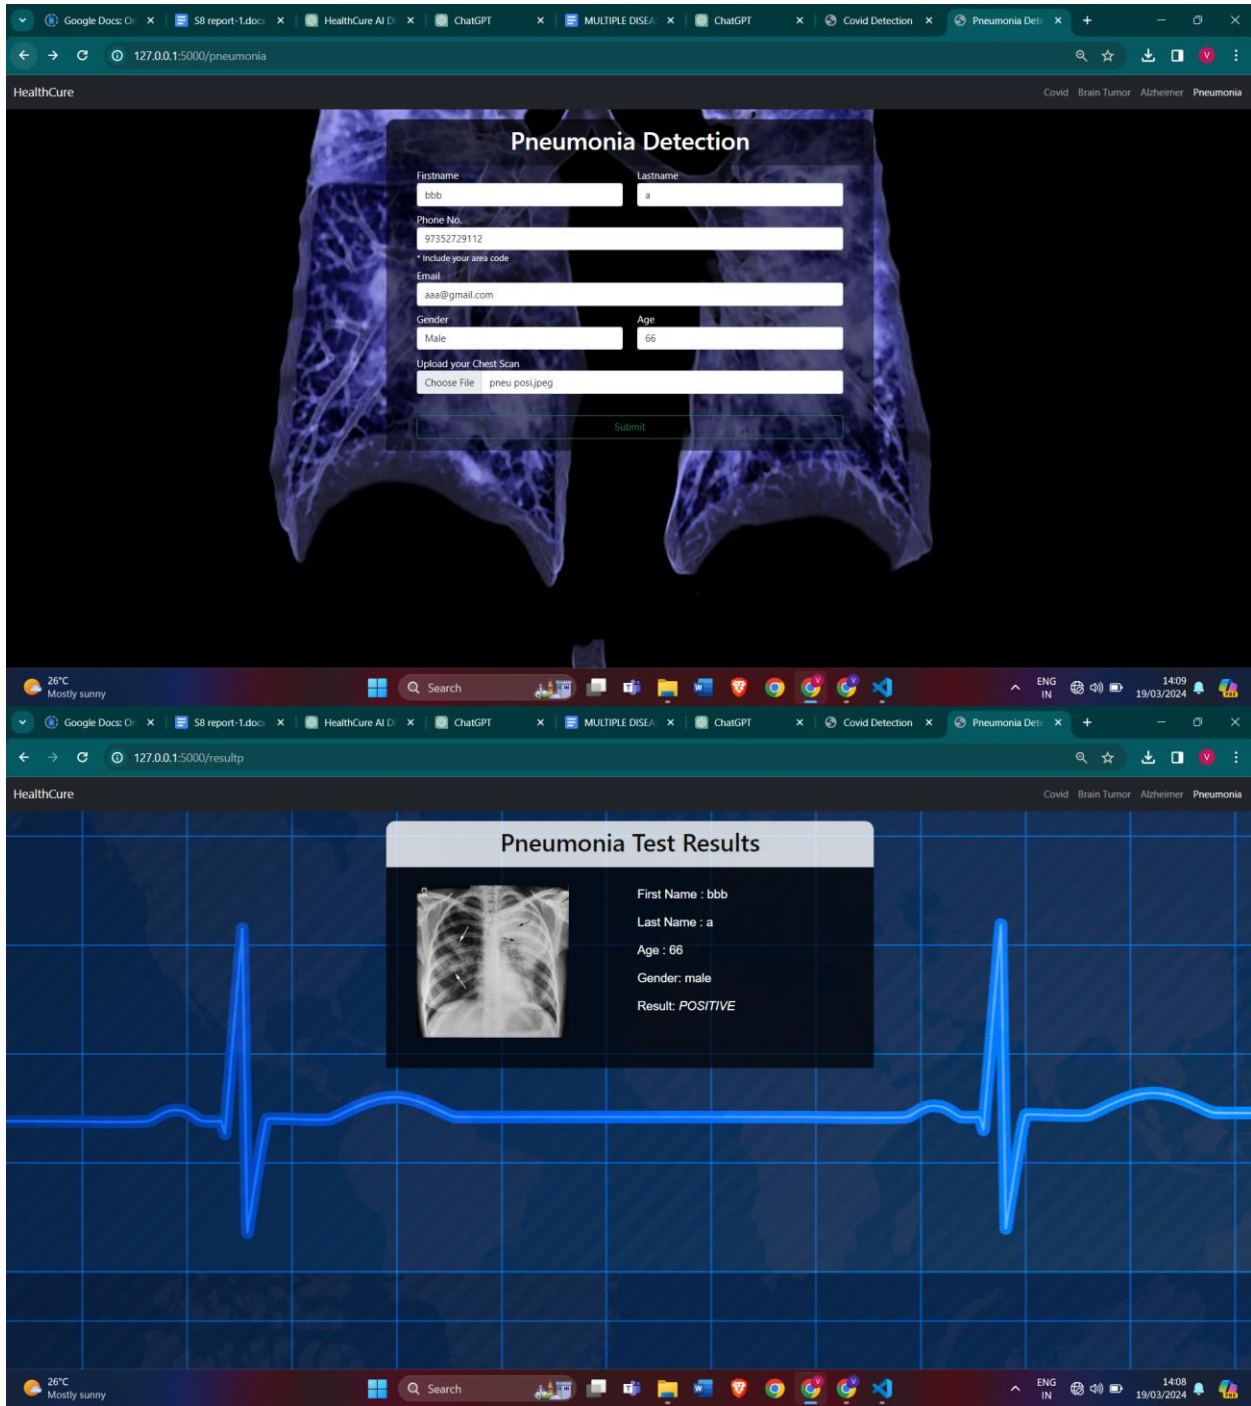 Google Docs: On
S8 report-1.docx
HealthCure AI Di
ChatGPT
MULTIPLE DISEA
ChatGPT
Covid Detection
Pneumonia Dete
127.0.0.1:5000/pneumonia
V
HealthCure
Covid Brain Tumor Alzheimer Pneumonia
Pneumonia Detection
Firstname Lastname
bbb a
Phone No.
97352729112
* Include your area code
Email
aaa@gmail.com
Gender Age
Male 66
Upload your Chest Scan
Choose File pneu posi.jpeg
Submit
26°C
Mostly sunny
Search
ENG
IN
14:09
19/03/2024
Google Docs: On
S8 report-1.docx
HealthCure AI Di
ChatGPT
MULTIPLE DISEA
ChatGPT
Covid Detection
Pneumonia Dete
127.0.0.1:5000/resultp
V
HealthCure
Covid Brain Tumor Alzheimer Pneumonia
Pneumonia Test Results
First Name : bbb
Last Name : a
Age : 66
Gender: male
Result: POSITIVE
26°C
Mostly sunny
Search
ENG
IN
14:08
19/03/2024